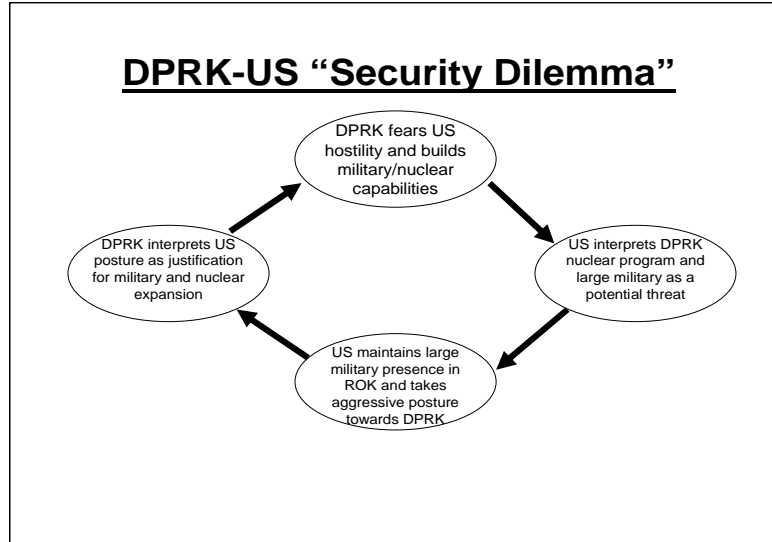 DPRK-US “Security Dilemma”
DPRK fears US
hostility and builds
military/nuclear
capabilities
US interprets DPRK
nuclear program and
large military as a
potential threat
US maintains large
military presence in
ROK and takes
aggressive posture
towards DPRK
DPRK interprets US
posture as justification
for military and nuclear
expansion